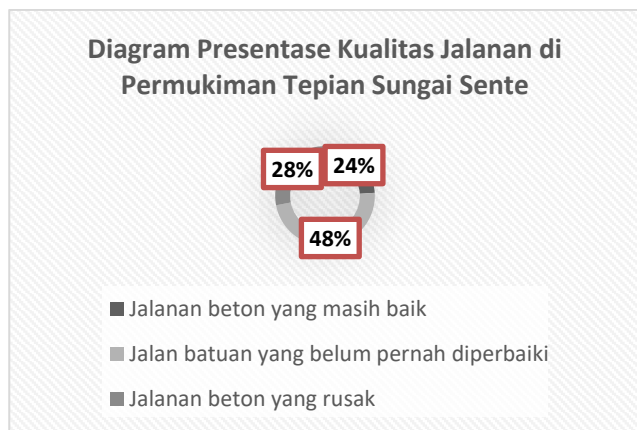 Diagram Presentase Kualitas Jalanan di
Permukiman Tepian Sungai Sente
28%
24%
48%
Jalanan beton yang masih baik
Jalan batuan yang belum pernah diperbaiki
Jalanan beton yang rusak